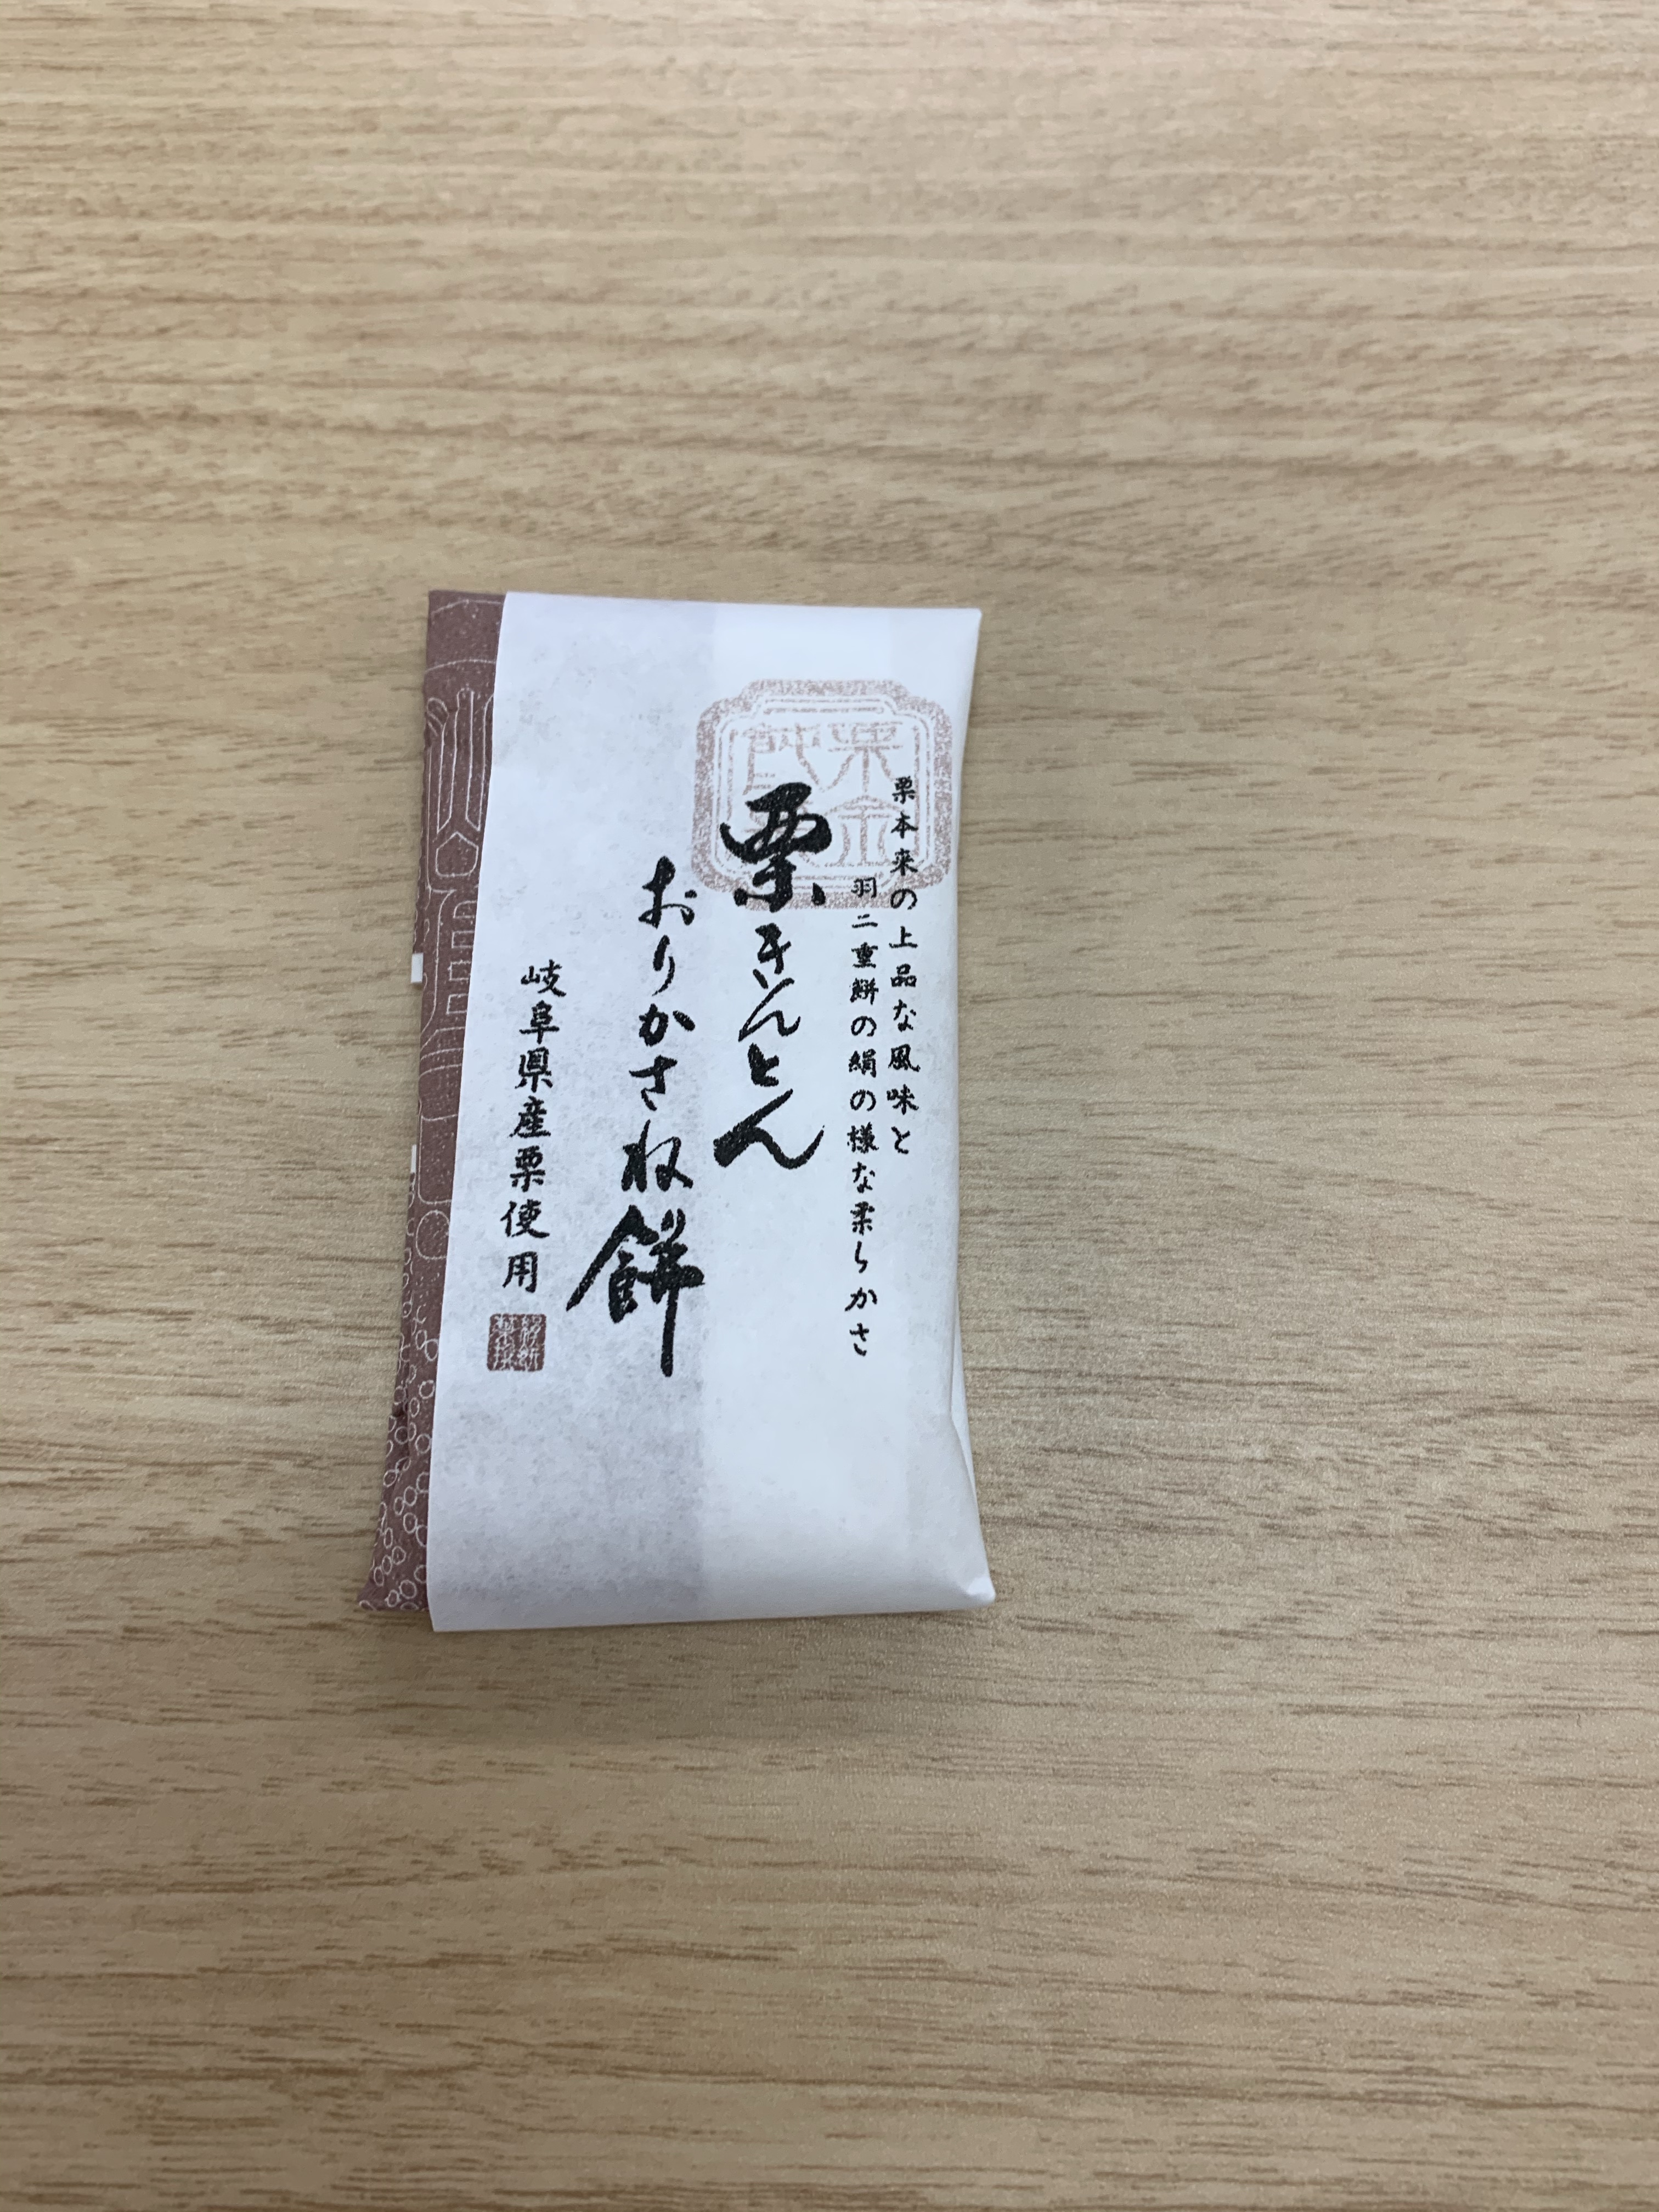 栗本来の上品な風味と
羽二重餅の絹の様な柔らかさ
栗きんとん
おりかさね餅
岐阜県産栗使用